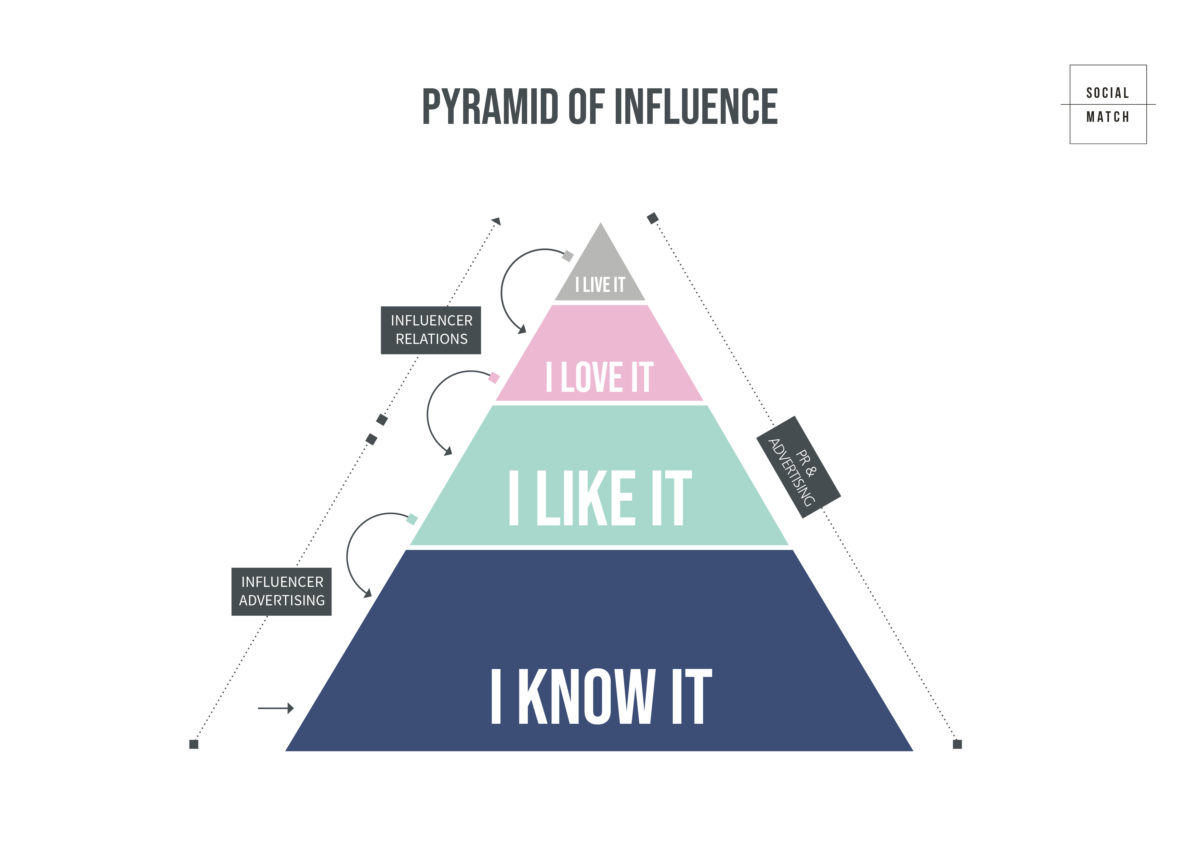 PYRAMID OF INFLUENCE
SOCIAL
MATCH
I LIVE IT
INFLUENCER
RELATIONS
I LOVE IT
PR &
ADVERTISING
I LIKE IT
INFLUENCER
ADVERTISING
I KNOW IT